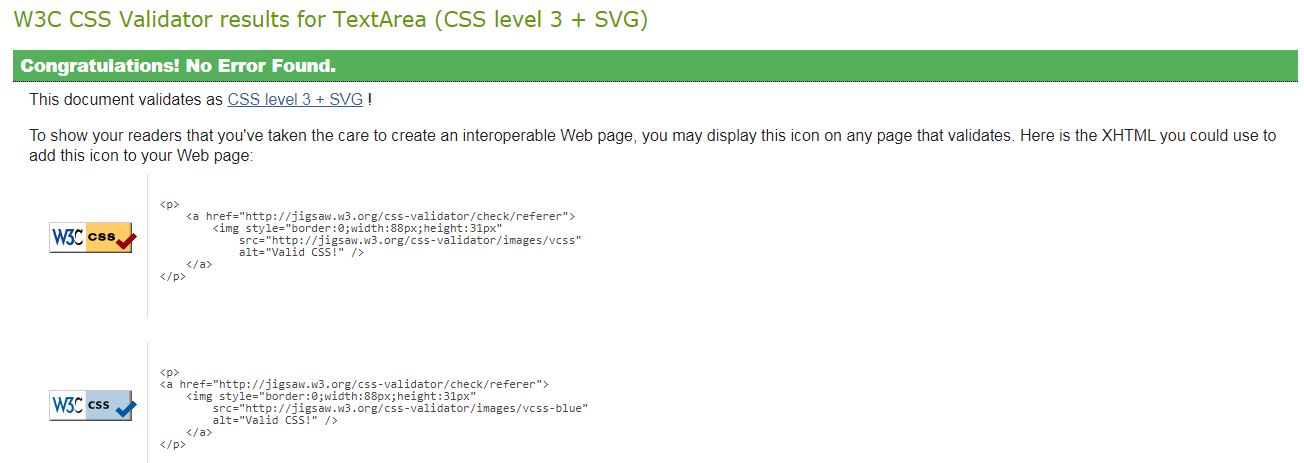 W3C CSS Validator results for TextArea (CSS level 3 + SVG)
Congratulations! No Error Found.
This document validates as CSS level 3 + SVG !
To show your readers that you've taken the care to create an interoperable Web page, you may display this icon on any page that validates. Here is the XHTML you could use to
add this icon to your Web page:
W3C css
<p>
    <a href="http://jigsaw.w3.org/css-validator/check/referer">
        <img style="border:0;width:88px;height:31px"
            src="http://jigsaw.w3.org/css-validator/images/vcss"
            alt="Valid CSS!" />
    </a>
</p>
W3C css
<p>
<a href="http://jigsaw.w3.org/css-validator/check/referer">
    <img style="border:0;width:88px;height:31px"
        src="http://jigsaw.w3.org/css-validator/images/vcss-blue"
        alt="Valid CSS!" />
    </a>
</p>